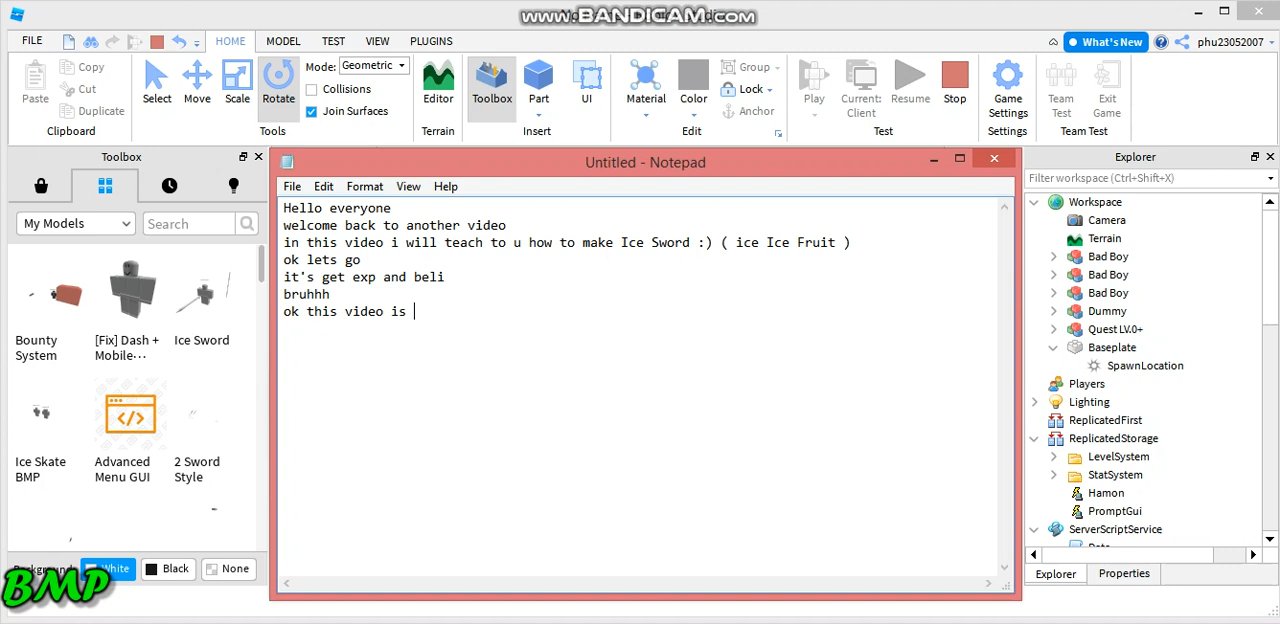 www.BANDICAM.com
FILE
HOME
MODEL
TEST
VIEW
PLUGINS
What's New
phu23052007
Paste
Copy
Cut
Duplicate
Clipboard
Select
Move
Scale
Rotate
Mode: Geometric
Collisions
Join Surfaces
Tools
Editor
Terrain
Toolbox
Part
UI
Insert
Material
Color
Group
Lock
Anchor
Edit
Play
Current:
Client
Resume
Stop
Test
Game
Settings
Settings
Team
Test
Exit
Game
Team Test
Toolbox
My Models
Search
Bounty
System
[Fix] Dash +
Mobile···
Ice Sword
Ice Skate
BMP
Advanced
Menu GUI
2 Sword
Style
Black
None
BMP
Untitled - Notepad
File Edit Format View Help
Hello everyone
welcome back to another video
in this video i will teach to u how to make Ice Sword :) ( ice Ice Fruit )
ok lets go
it's get exp and beli
bruhhh
ok this video is
Explorer
Filter workspace (Ctrl+Shift+X)
Workspace
Camera
Terrain
Bad Boy
Bad Boy
Bad Boy
Dummy
Quest LV.0+
Baseplate
SpawnLocation
Players
Lighting
ReplicatedFirst
ReplicatedStorage
LevelSystem
StatSystem
Hamon
PromptGui
ServerScriptService
Explorer
Properties